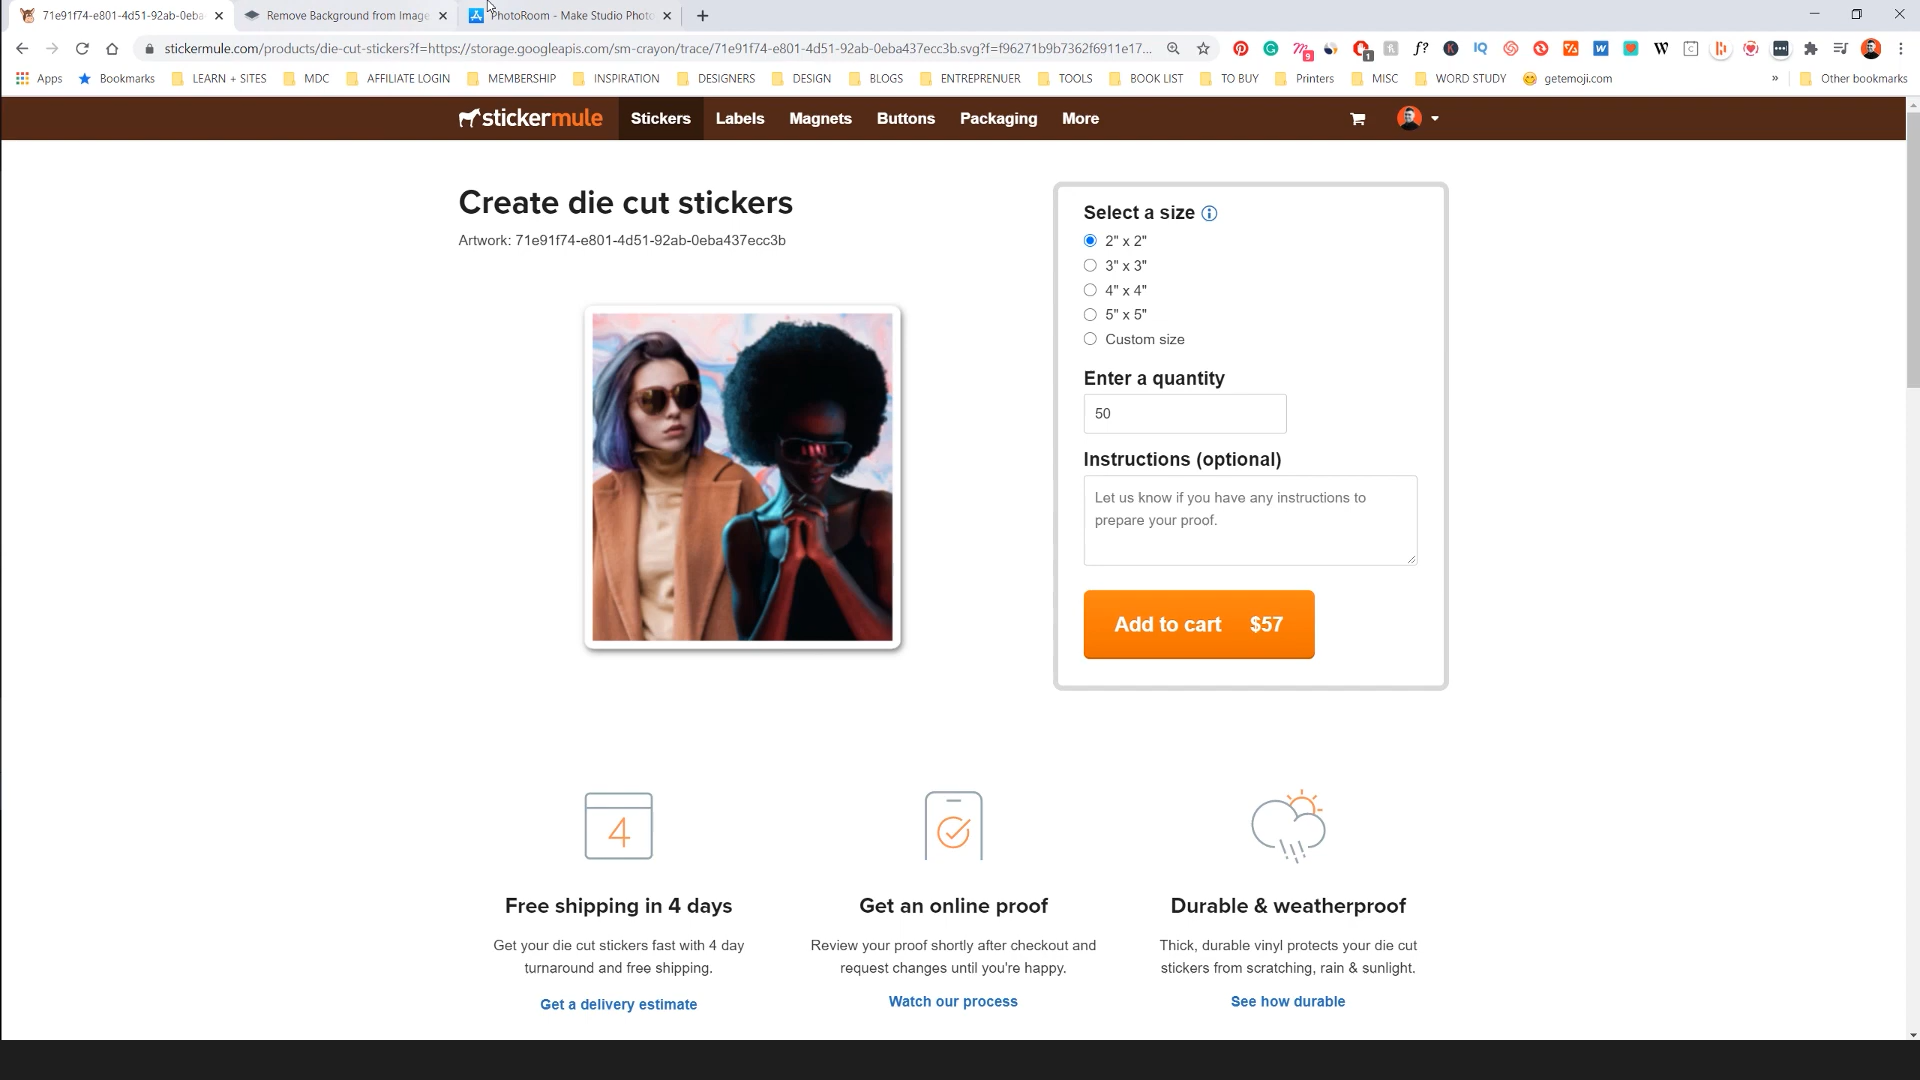 71e91f74-e801-4d51-92ab-0eba
Remove Background from Image
PhotoRoom - Make Studio Photo
stickermule.com/products/die-cut-stickers?f=https://storage.googleapis.com/sm-crayon/trace/71e91f74-e801-4d51-92ab-0eba437ecc3b.svg?f=f96271b9b7362f6911e17...
Apps
Bookmarks
LEARN + SITES
MDC
AFFILIATE LOGIN
MEMBERSHIP
INSPIRATION
DESIGNERS
DESIGN
BLOGS
ENTREPRENUER
TOOLS
BOOK LIST
TO BUY
Printers
MISC
WORD STUDY
getemoji.com
»
Other bookmarks
stickermule
Stickers
Labels
Magnets
Buttons
Packaging
More
Create die cut stickers
Artwork: 71e91f74-e801-4d51-92ab-0eba437ecc3b
Select a size
2" x 2"
3" x 3"
4" x 4"
5" x 5"
Custom size
Enter a quantity
50
Instructions (optional)
Let us know if you have any instructions to
prepare your proof.
Add to cart $57
4
Free shipping in 4 days
Get your die cut stickers fast with 4 day
turnaround and free shipping.
Get a delivery estimate
Get an online proof
Review your proof shortly after checkout and
request changes until you're happy.
Watch our process
Durable & weatherproof
Thick, durable vinyl protects your die cut
stickers from scratching, rain & sunlight.
See how durable